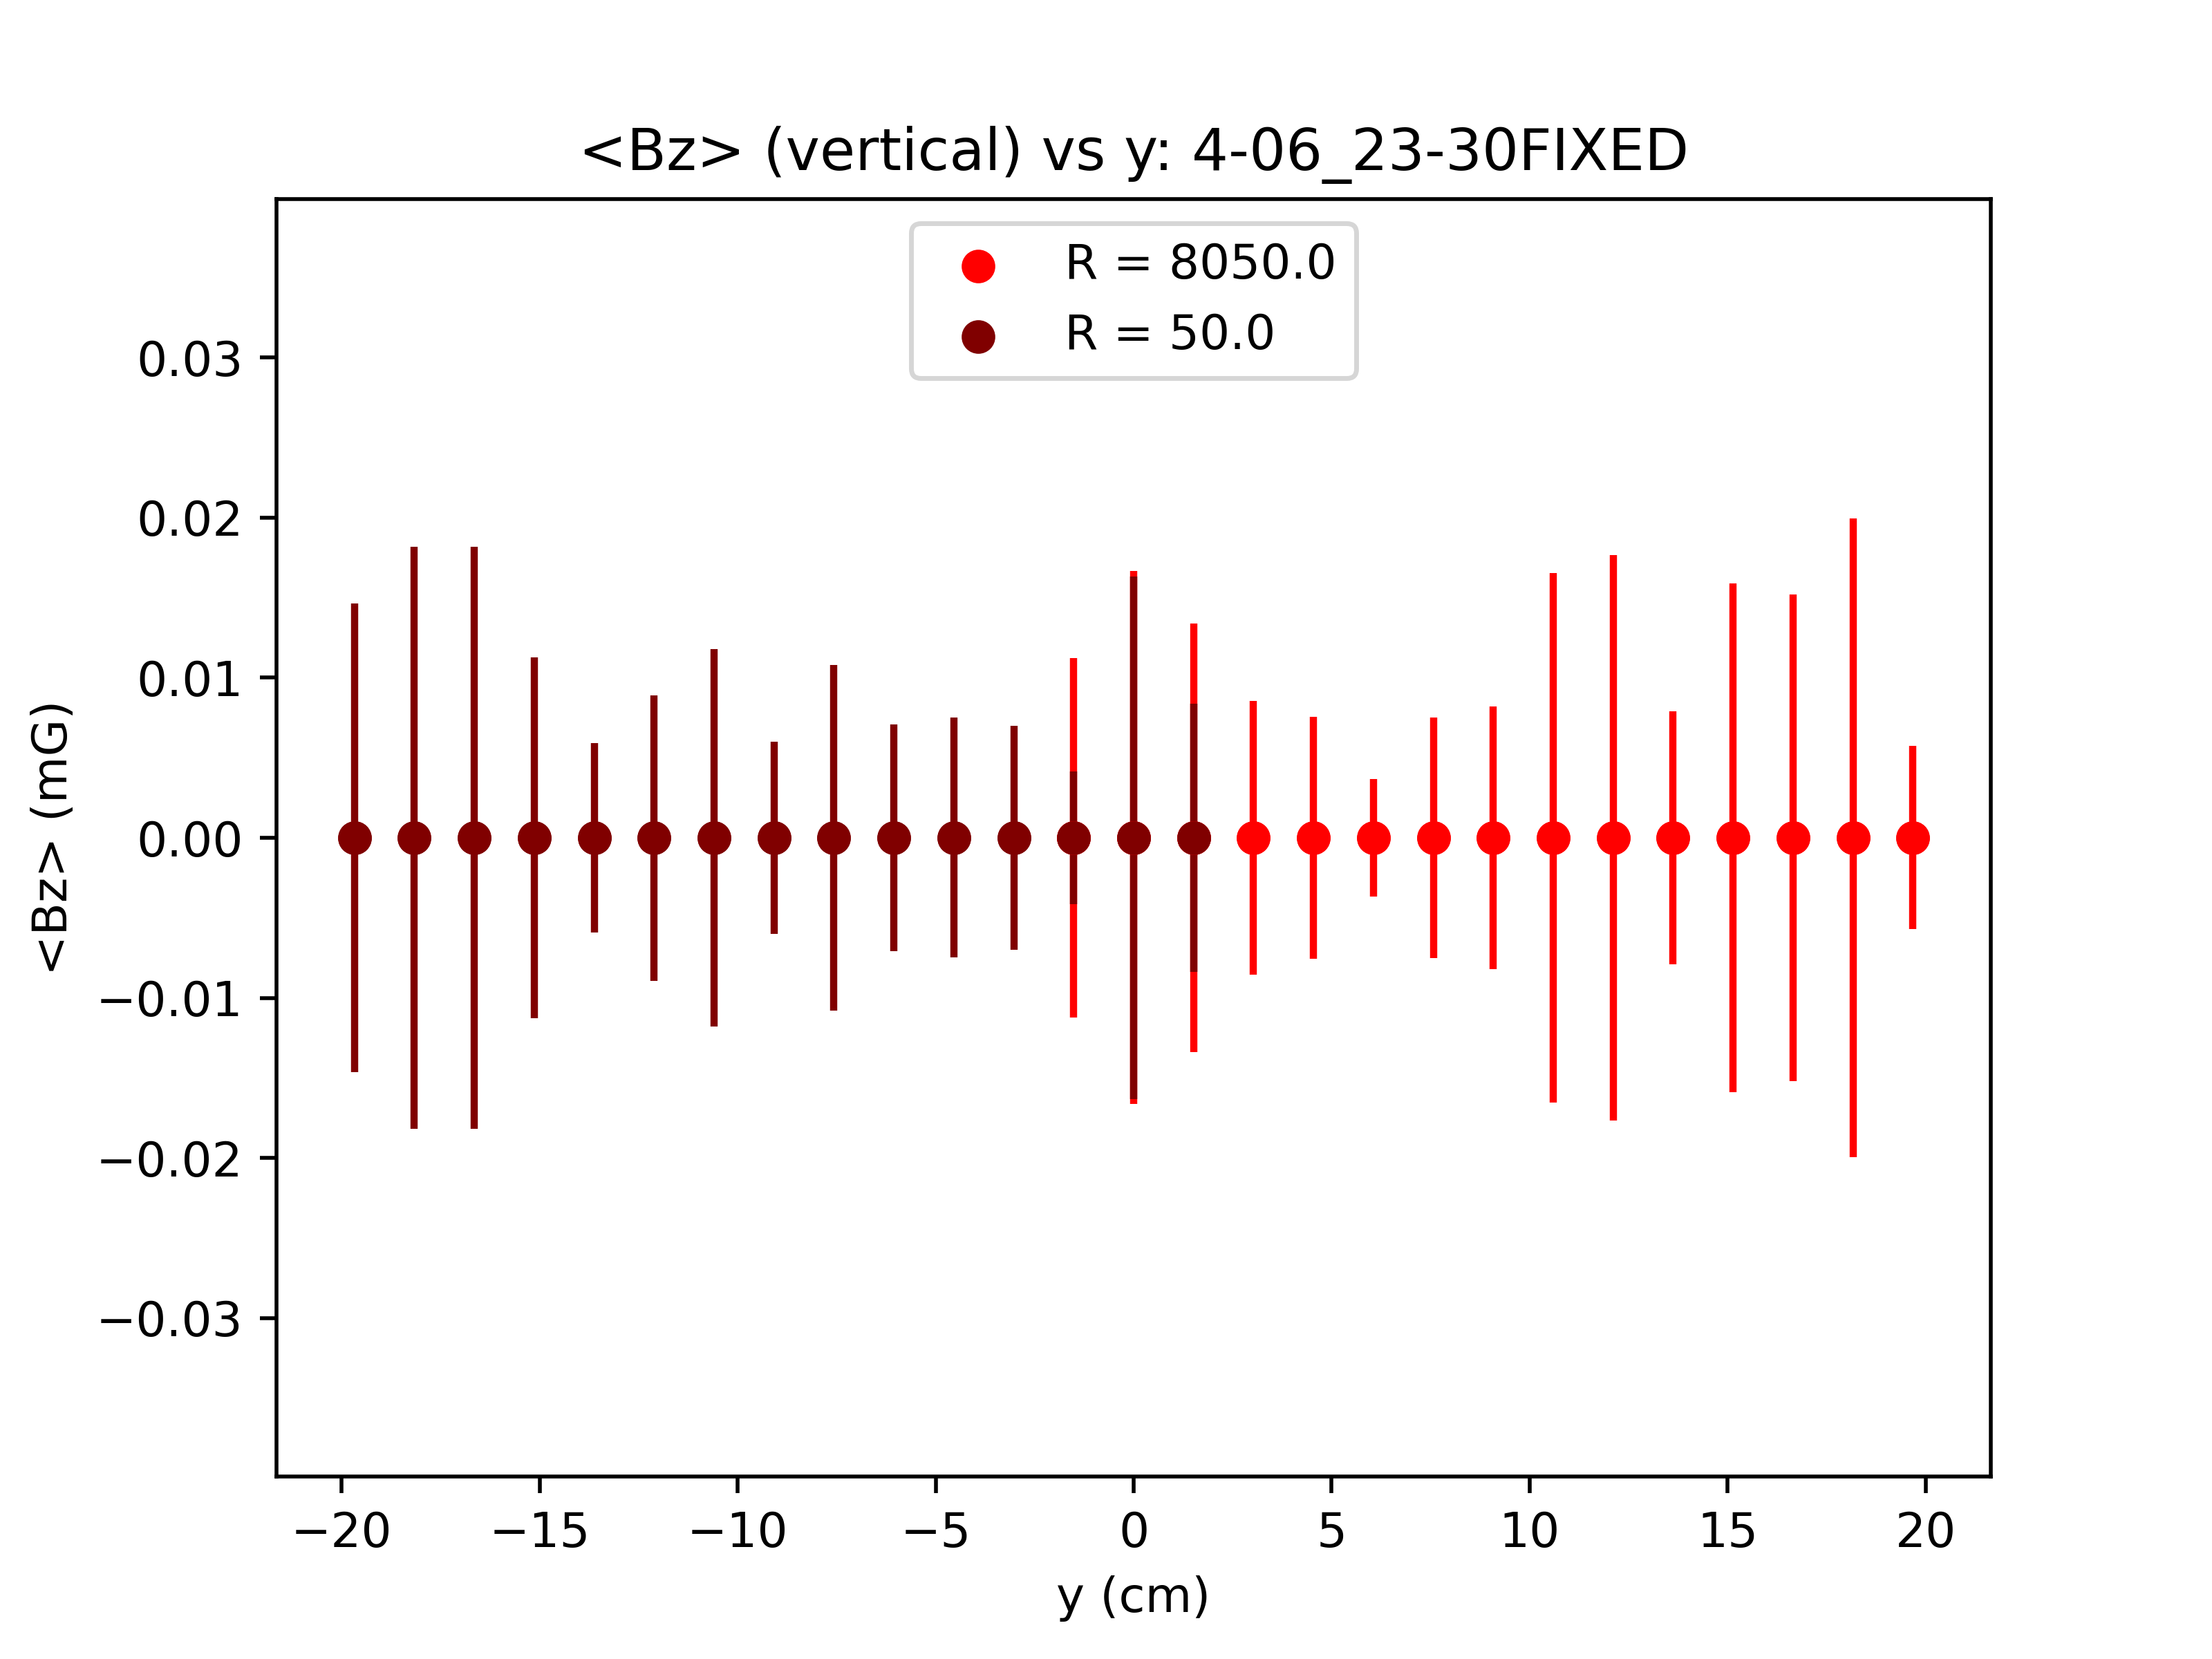 <Bz> (vertical) vs y: 4-06_23-30FIXED
R = 8050.0
R = 50.0
0.03
0.02
0.01
0.00
−0.01
−0.02
−0.03
<Bz> (mG)
−20 −15 −10 −5 0 5 10 15 20
y (cm)